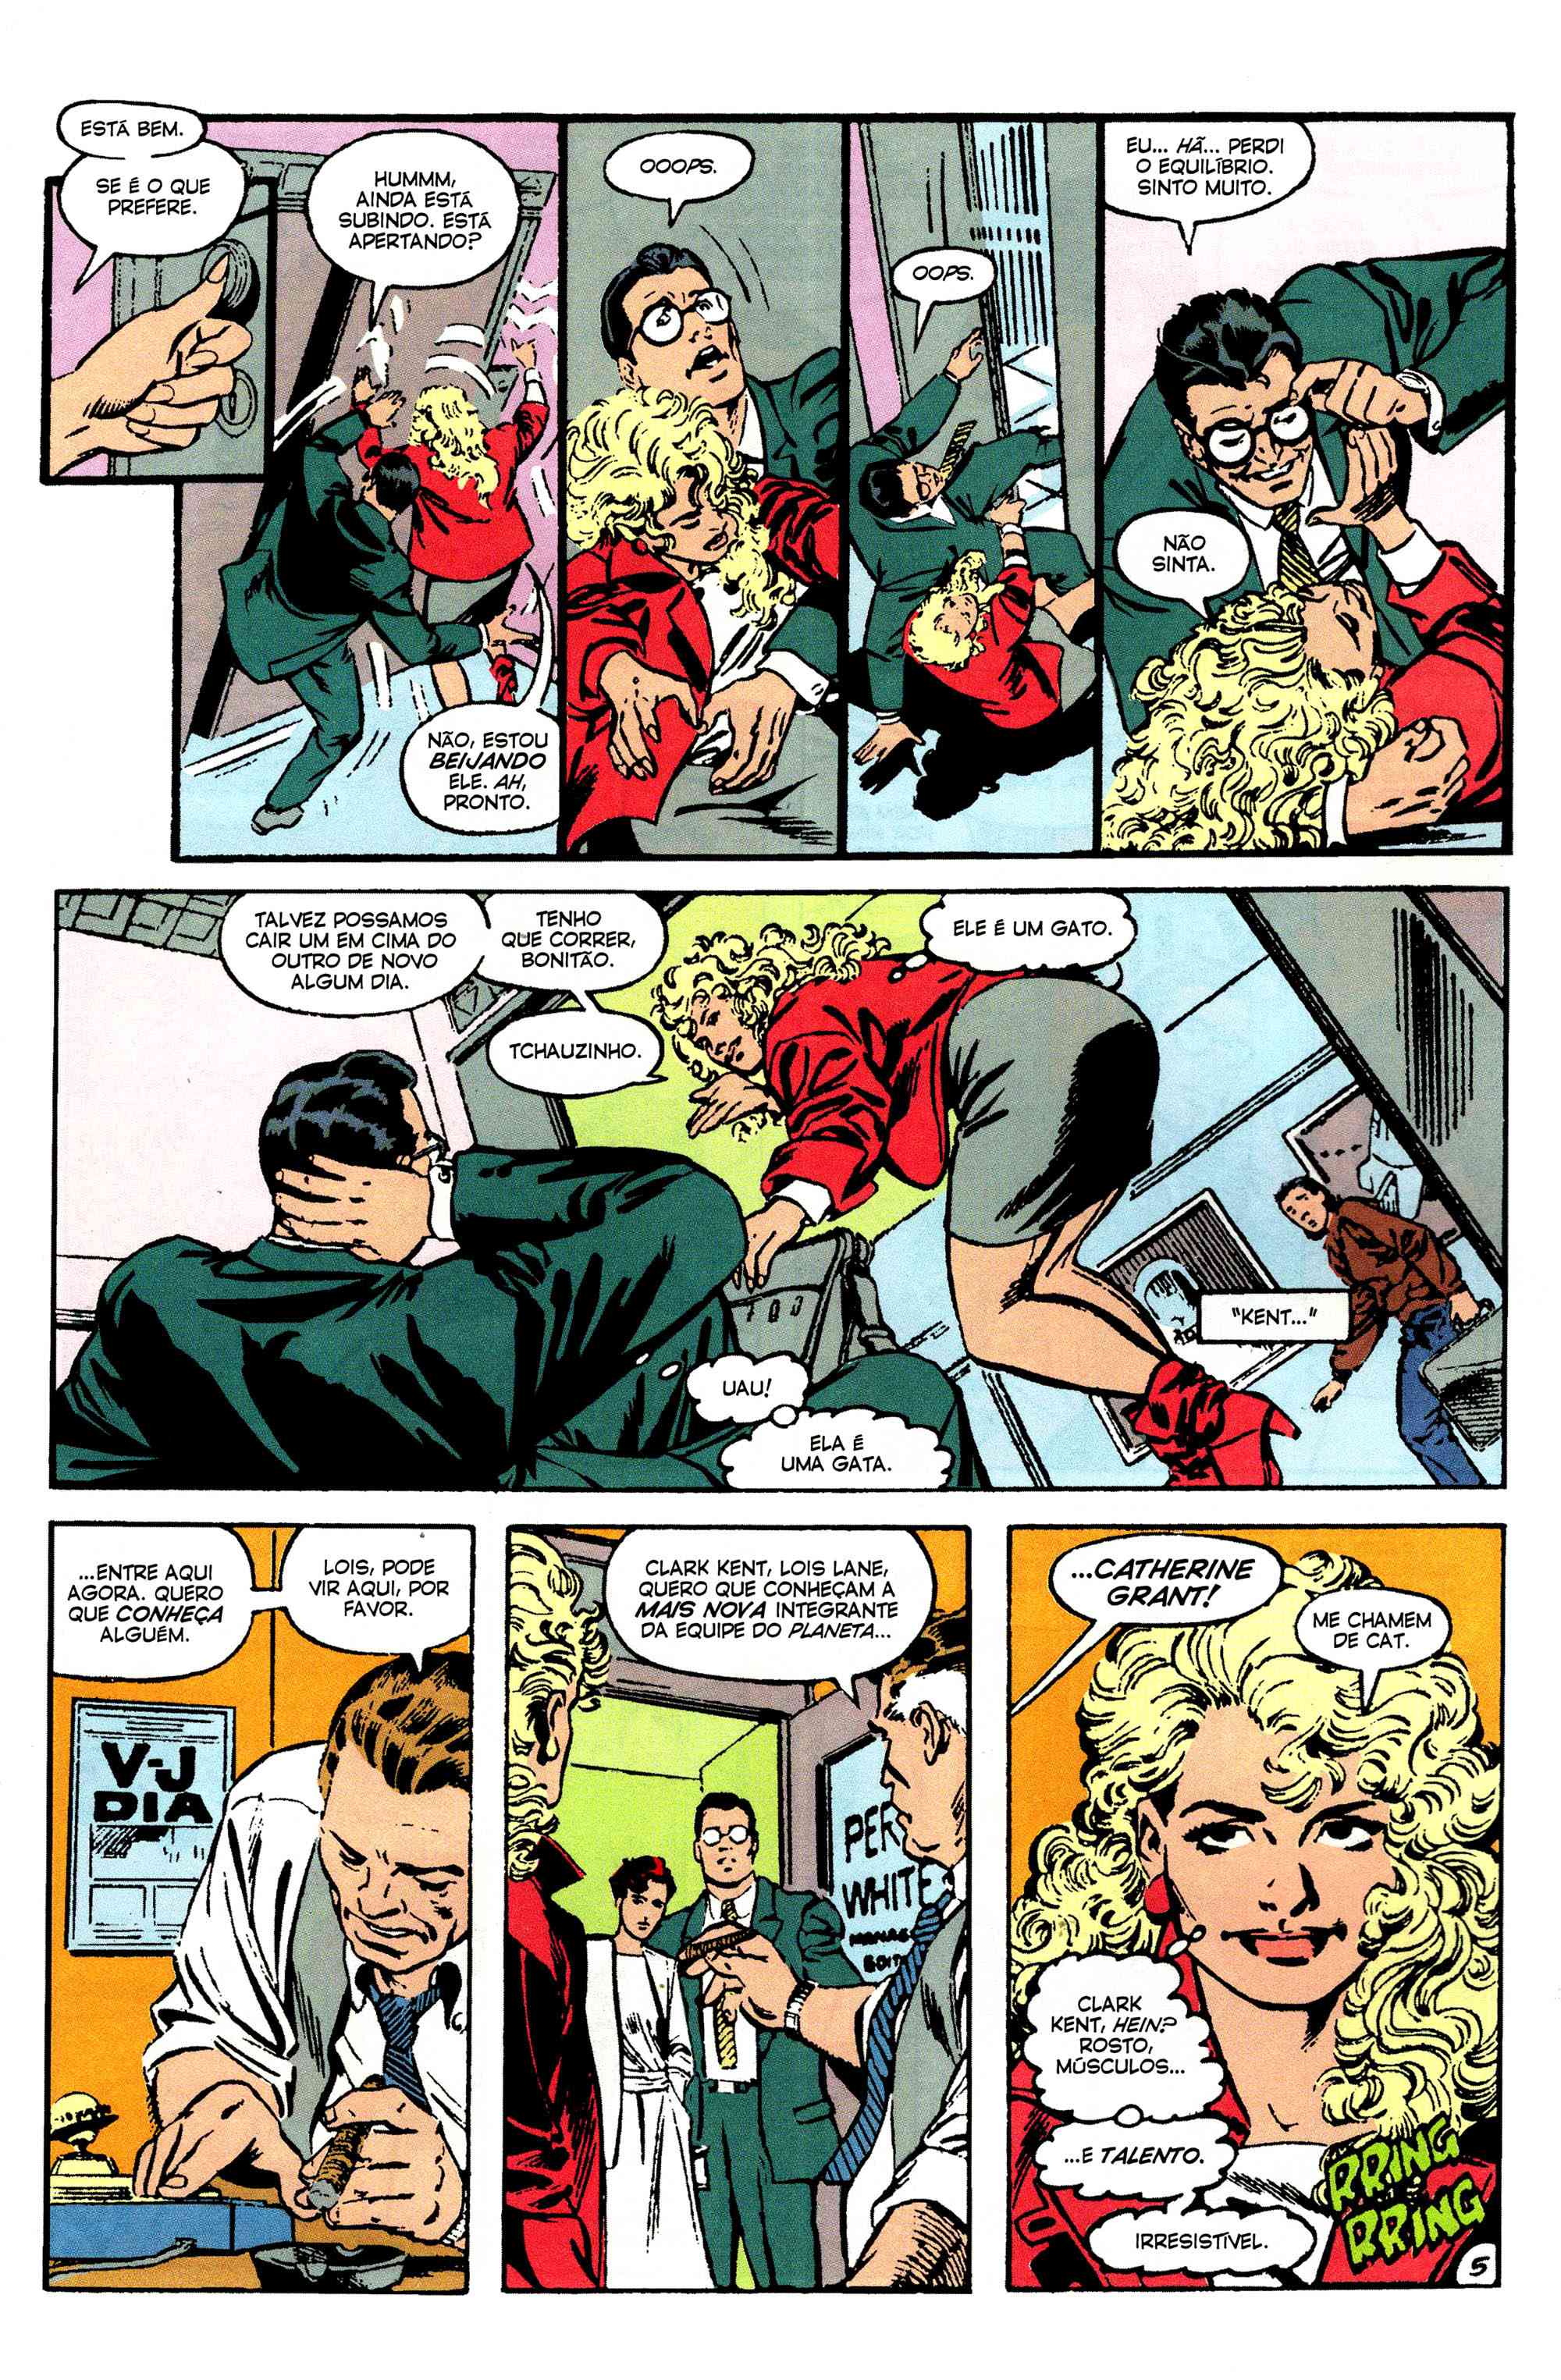 ESTÁ BEM.
SE É O QUE
PREFERE.
HUMMM,
AINDA ESTÁ
SUBINDO. ESTÁ
APERTANDO?
NÃO, ESTOU
BEIJANDO
ELE. AH,
PRONTO.
OOOPS.
OOPS.
EU... HÃ... PERDI
O EQUILÍBRIO.
SINTO MUITO.
NÃO
SINTA.
TALVEZ POSSAMOS
CAIR UM EM CIMA DO
OUTRO DE NOVO
ALGUM DIA.
TENHO
QUE CORRER,
BONITÃO.
TCHAUZINHO.
ELE É UM GATO.
UAU!
ELA É
UMA GATA.
"KENT..."
...ENTRE AQUI
AGORA. QUERO
QUE CONHEÇA
ALGUÉM.
LOIS, PODE
VIR AQUI, POR
FAVOR.
V-J
DIA
CLARK KENT, LOIS LANE,
QUERO QUE CONHEÇAM A
MAIS NOVA INTEGRANTE
DA EQUIPE DO PLANETA...
PER
WHITE
MANAG
EDIT
...CATHERINE
GRANT!
ME CHAMEM
DE CAT.
CLARK
KENT, HEIN?
ROSTO,
MÚSCULOS...
...E TALENTO.
IRRESISTÍVEL.
RRING
RRING
5